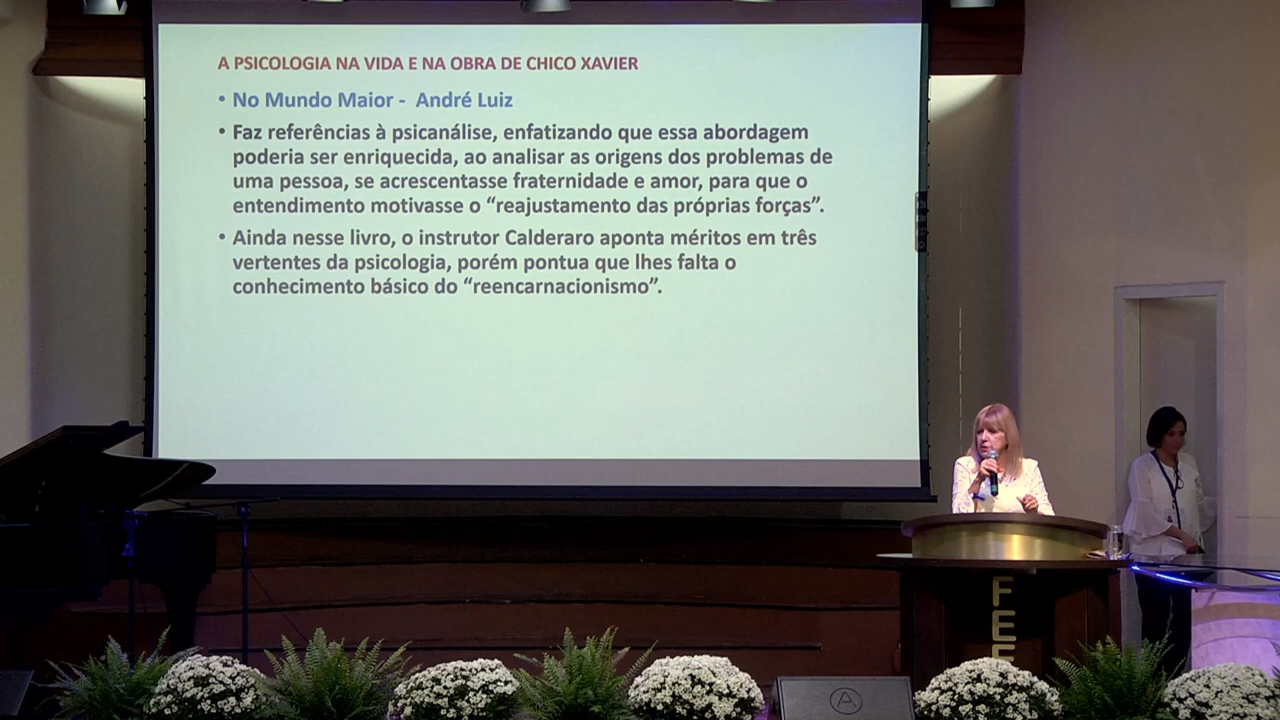 A PSICOLOGIA NA VIDA E NA OBRA DE CHICO XAVIER
• No Mundo Maior - André Luiz
• Faz referências à psicanálise, enfatizando que essa abordagem
poderia ser enriquecida, ao analisar as origens dos problemas de
uma pessoa, se acrescentasse fraternidade e amor, para que o
entendimento motivasse o “reajustamento das próprias forças”.
• Ainda nesse livro, o instrutor Calderaro aponta méritos em três
vertentes da psicologia, porém pontua que lhes falta o
conhecimento básico do “reencarnacionismo”.